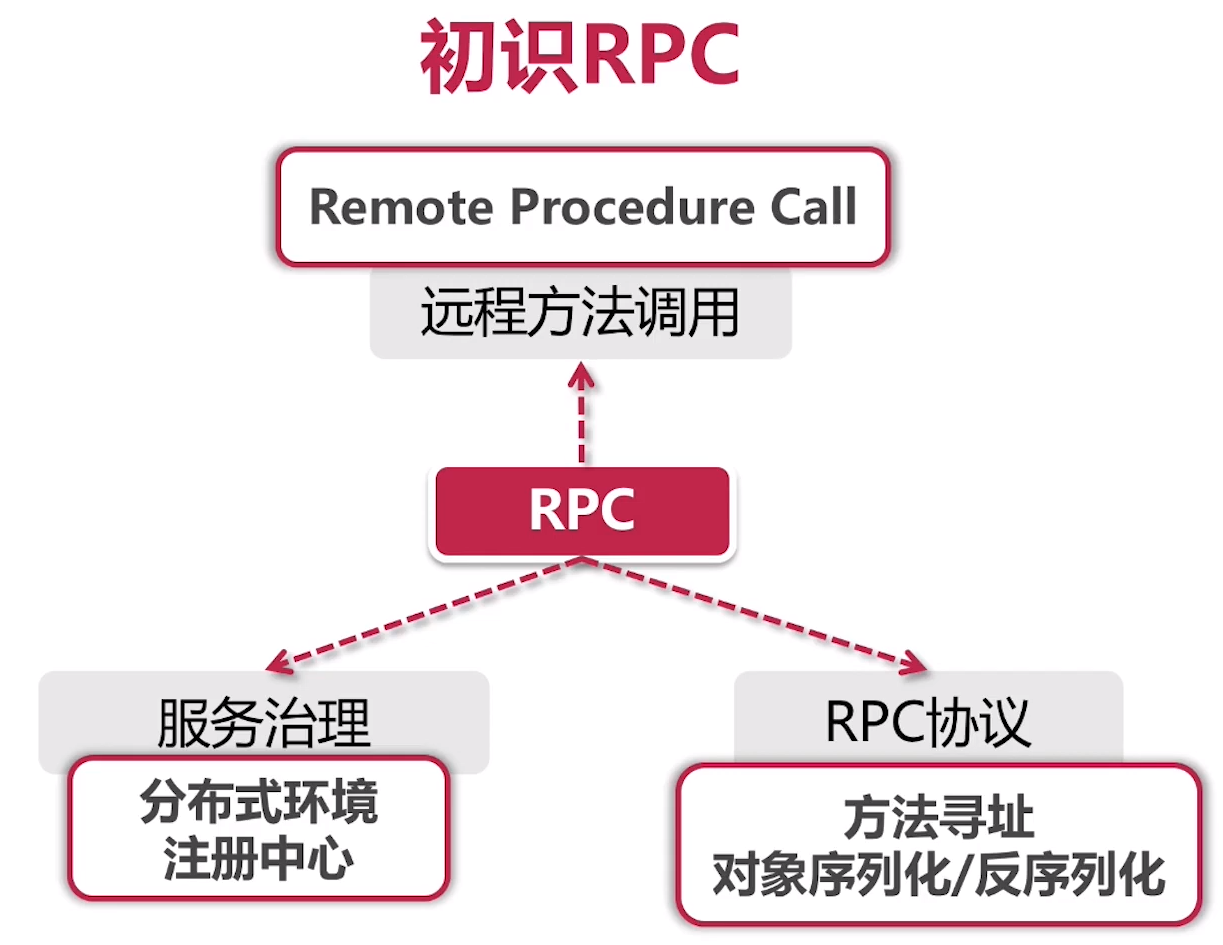 初识RPC
Remote Procedure Call
远程方法调用
RPC
服务治理
分布式环境
注册中心
RPC协议
方法寻址
对象序列化/反序列化